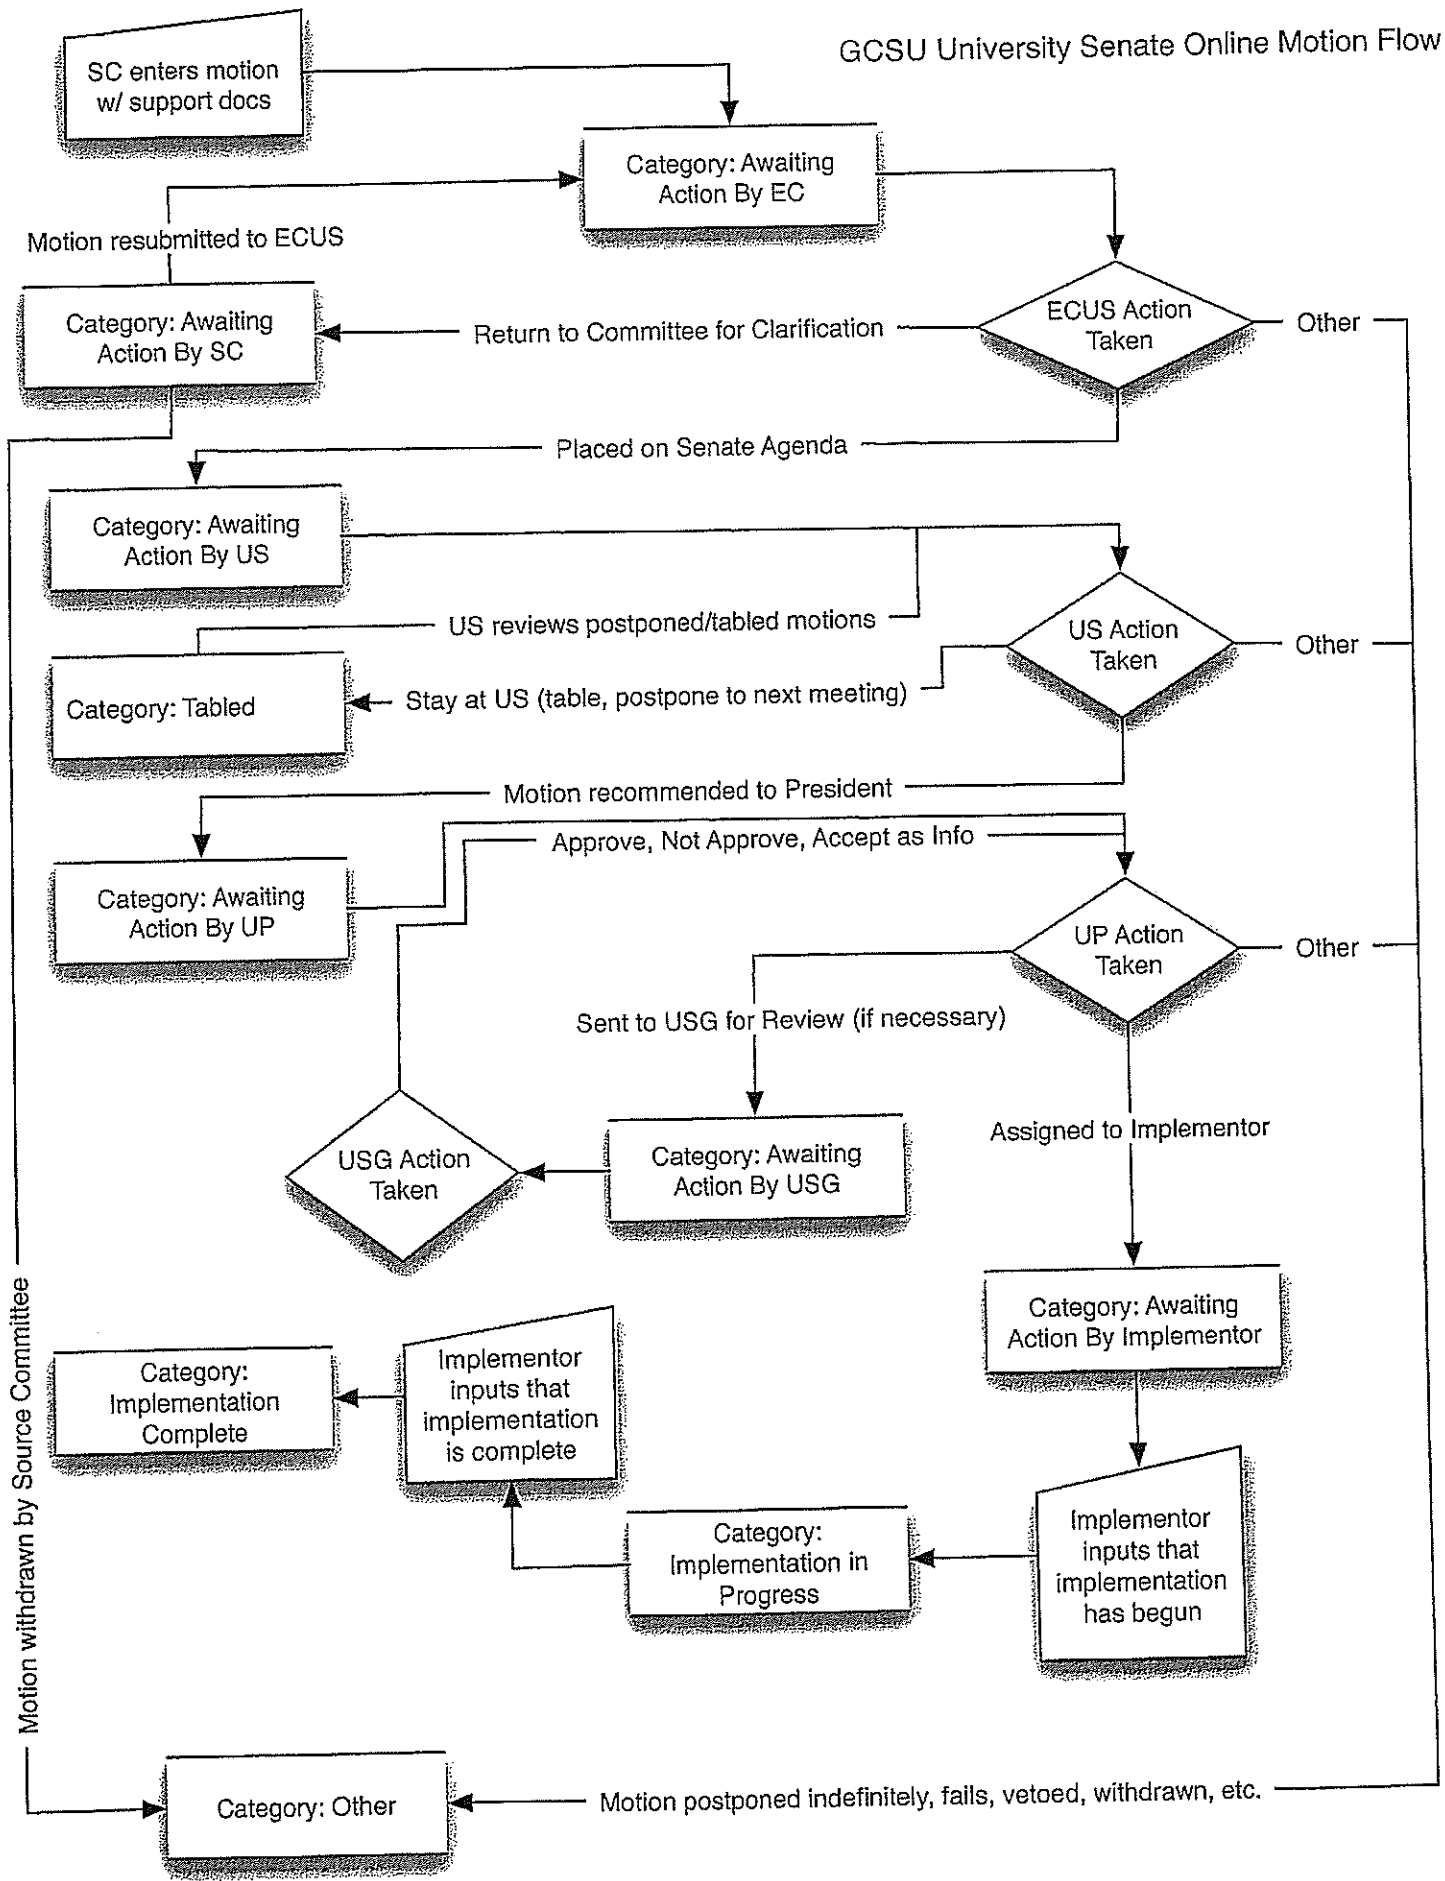 GCSU University Senate Online Motion Flow
SC enters motion
w/ support docs
Category: Awaiting
Action By EC
Motion resubmitted to ECUS
Category: Awaiting
Action By SC
Return to Committee for Clarification
ECUS Action
Taken
Other
Placed on Senate Agenda
Category: Awaiting
Action By US
US reviews postponed/tabled motions
US Action
Taken
Other
Category: Tabled
Stay at US (table, postpone to next meeting)
Motion recommended to President
Approve, Not Approve, Accept as Info
Category: Awaiting
Action By UP
UP Action
Taken
Other
Sent to USG for Review (if necessary)
Assigned to Implementor
USG Action
Taken
Category: Awaiting
Action By USG
Category: Awaiting
Action By Implementor
Category:
Implementation
Complete
Implementor
inputs that
implementation
is complete
Category:
Implementation in
Progress
Implementor
inputs that
implementation
has begun
Motion withdrawn by Source Committee
Category: Other
Motion postponed indefinitely, fails, vetoed, withdrawn, etc.